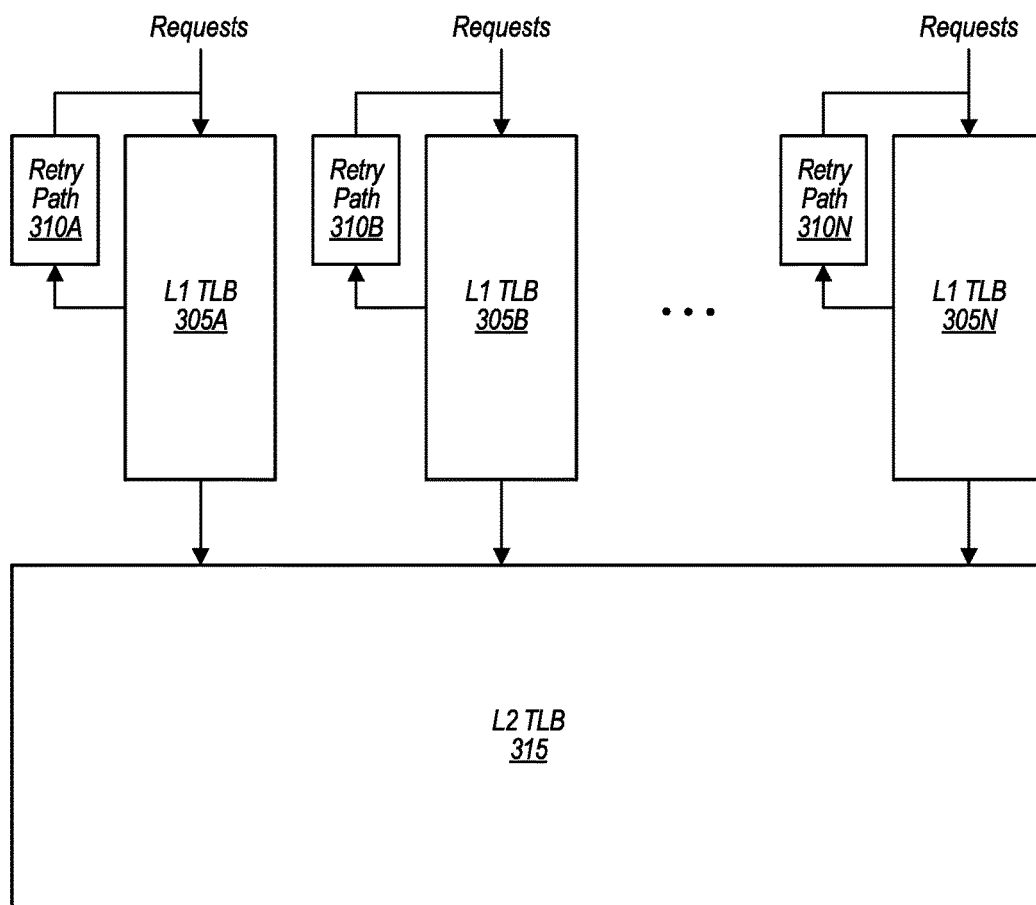 Requests
Requests
Requests
Retry
Path
310A
L1 TLB
305A
Retry
Path
310B
L1 TLB
305B
• • •
Retry
Path
310N
L1 TLB
305N
L2 TLB
315